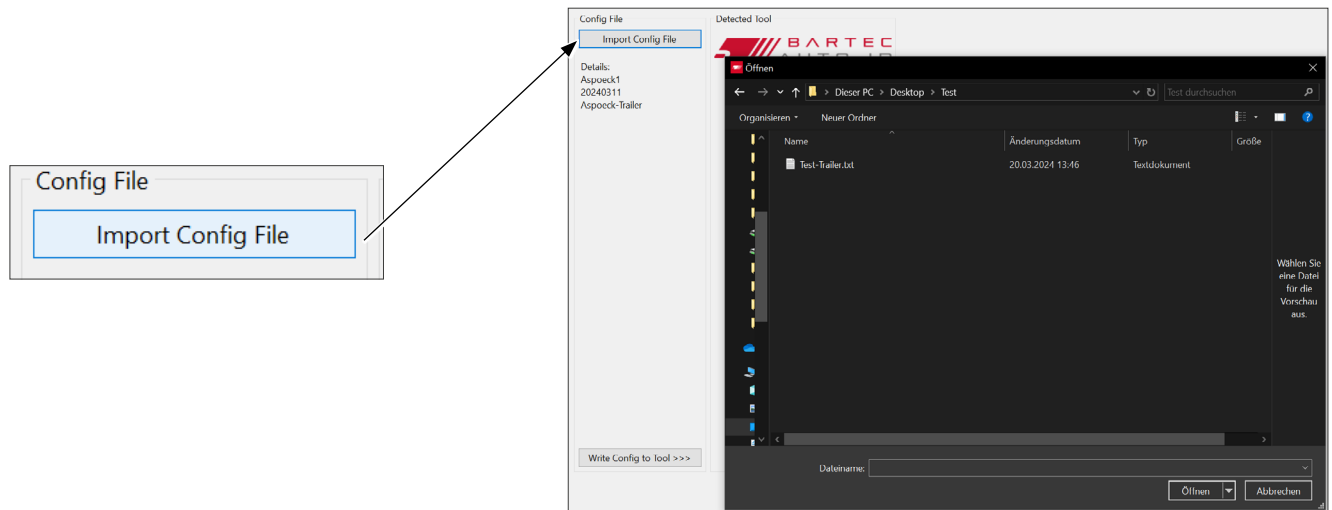 Config File
Import Config File
Config File
Import Config File
Details:
Aspoeck1
20240311
Aspoeck-Trailer
Write Config to Tool >>>
Detected Tool
BARTEC
AUTO ID
Öffnen
Dieser PC > Desktop > Test
Test durchsuchen
Organisieren
Neuer Ordner
Name
Änderungsdatum
Typ
Größe
Test-Trailer.txt
20.03.2024 13:46
Textdokument
Wählen Sie
eine Datei
für die
Vorschau
aus.
Dateiname:
Öffnen
Abbrechen